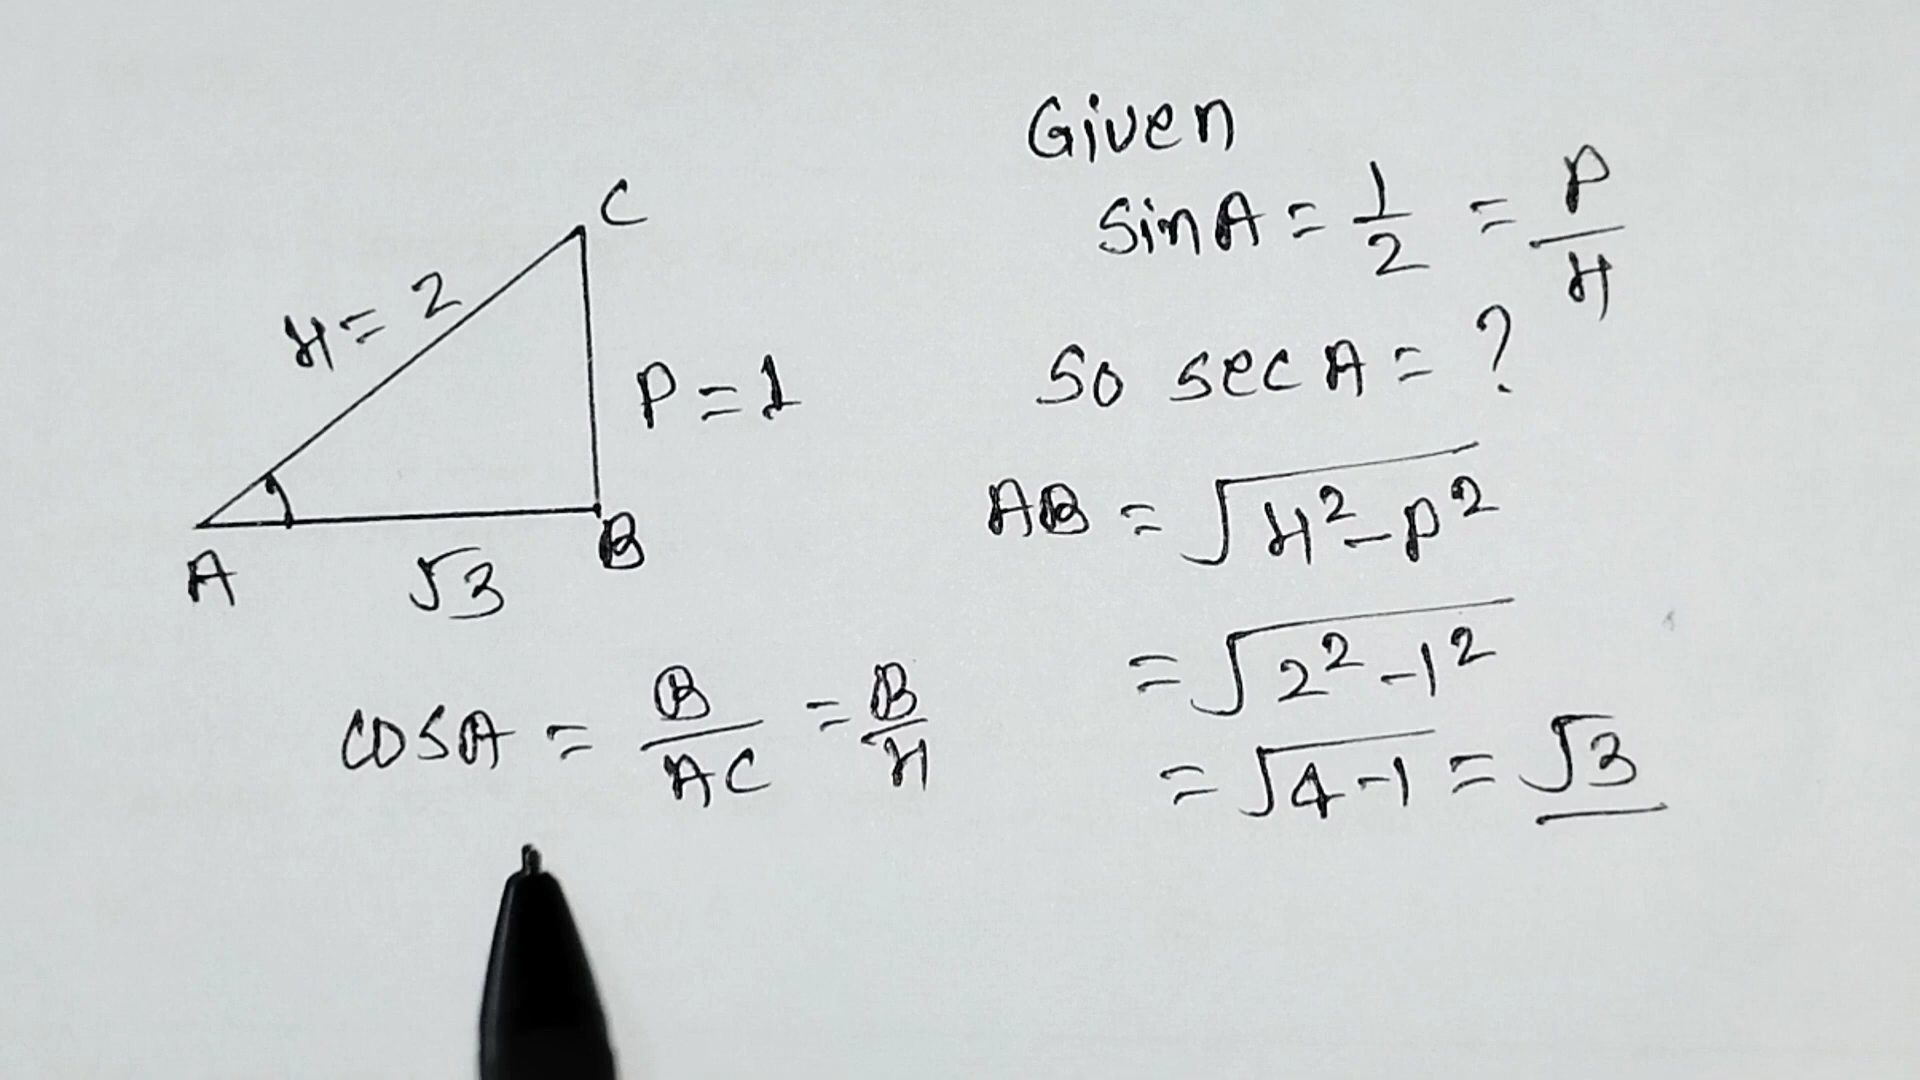 Given
sin A = 1/2 = P/H
So sec A = ?
AB = √(H² - P²)
= √(2² - 1²)
= √(4 - 1) = √3
C
H = 2
P = 1
A
B
√3
cos A = B/AC = B/H